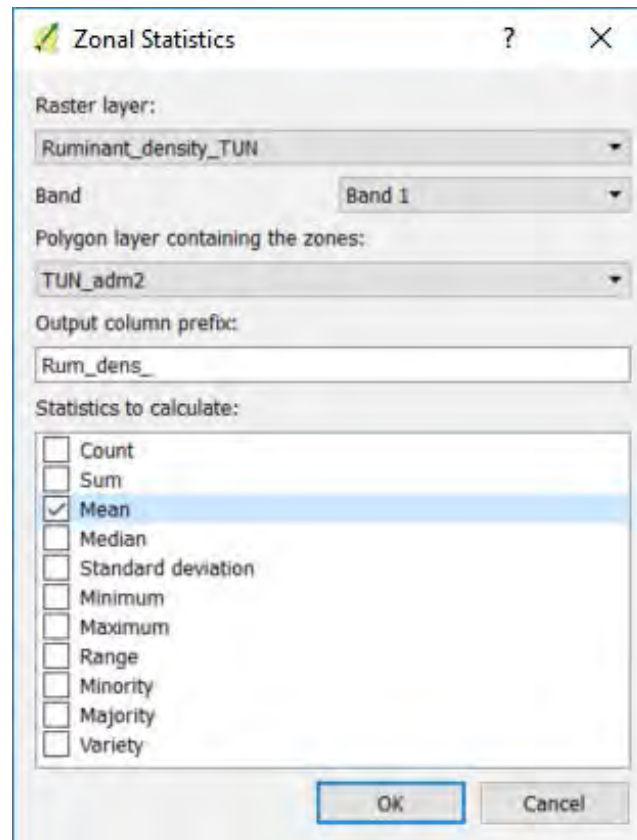 Zonal Statistics ? X
Raster layer:
Ruminant_density_TUN
Band Band 1
Polygon layer containing the zones:
TUN_adm2
Output column prefix:
Rum_dens_
Statistics to calculate:
Count
Sum
Mean
Median
Standard deviation
Minimum
Maximum
Range
Minority
Majority
Variety
OK Cancel